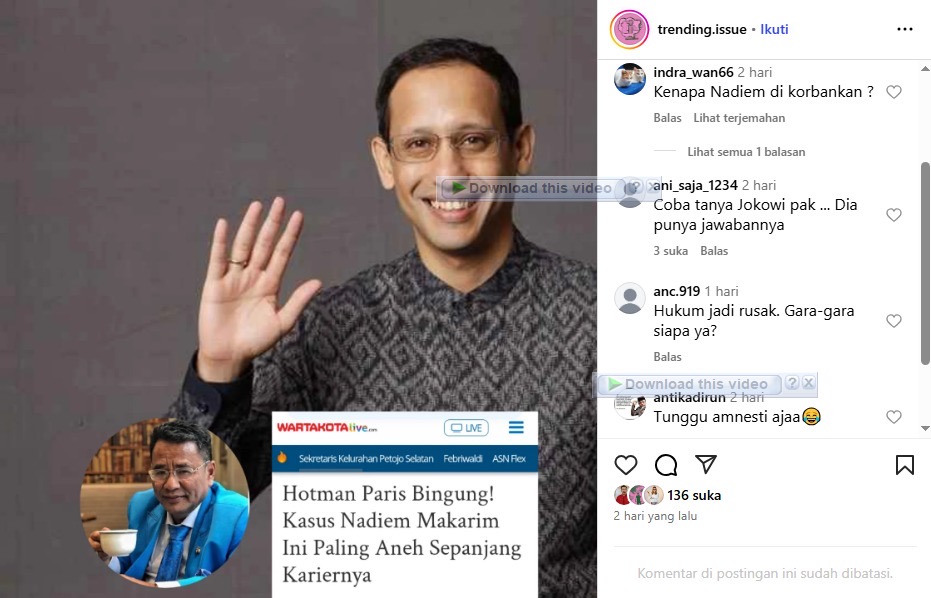 trending.issue • Ikuti
indra_wan66 2 hari
Kenapa Nadiem di korbankan ?
Balas Lihat terjemahan
Lihat semua 1 balasan
Download this video ? X
ani_saja_1234 2 hari
Coba tanya Jokowi pak ... Dia
punya jawabannya
3 suka Balas
anc.919 1 hari
Hukum jadi rusak. Gara-gara
siapa ya?
Balas
Download this video ? X
antikadirun 2 hari
Tunggu amnesti ajaa😂
136 suka
2 hari yang lalu
Komentar di postingan ini sudah dibatasi.
WARTAKOTAlive.com LIVE
Sekretaris Kelurahan Petojo Selatan Febriwaldi ASN Flex
Hotman Paris Bingung!
Kasus Nadiem Makarim
Ini Paling Aneh Sepanjang
Kariernya